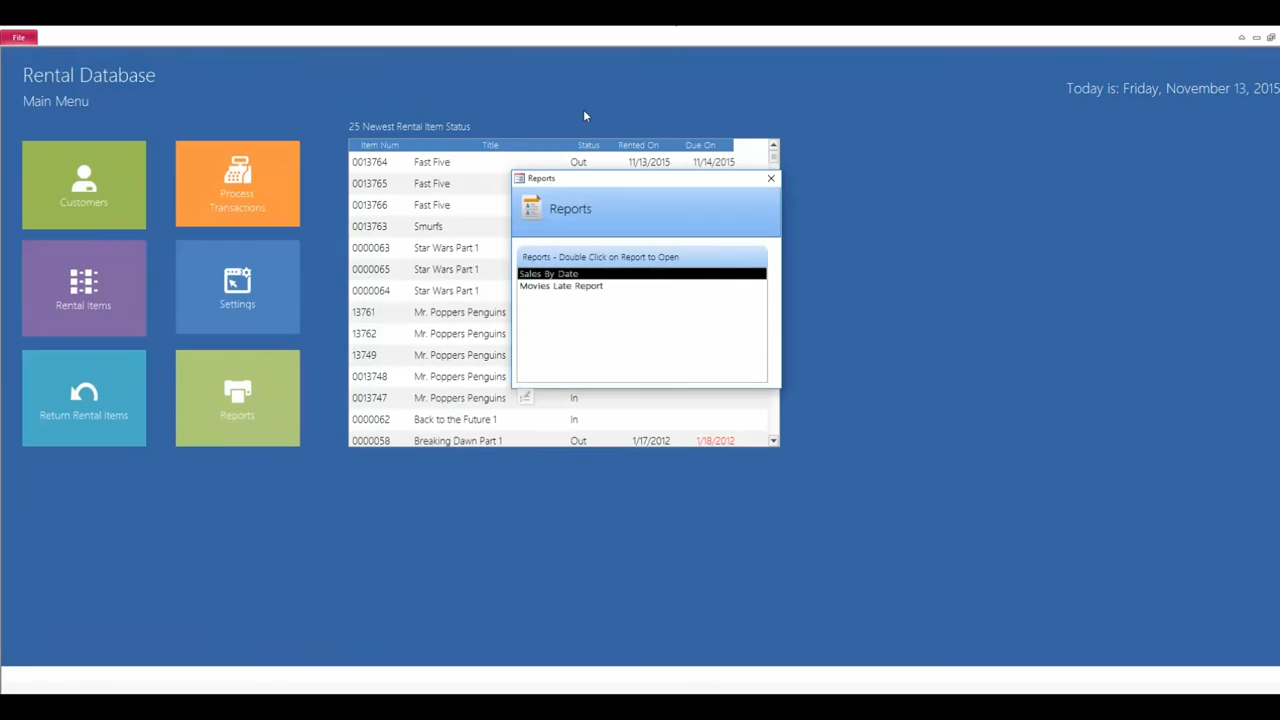 File
Rental Database
Main Menu
Today is: Friday, November 13, 2015
Customers
Process
Transactions
Rental Items
Settings
Return Rental Items
Reports
25 Newest Rental Item Status
Item Num Title Status Rented On Due On
0013764 Fast Five Out 11/13/2015 11/14/2015
0013765 Fast Five
0013766 Fast Five
0013763 Smurfs
0000063 Star Wars Part 1
0000065 Star Wars Part 1
0000064 Star Wars Part 1
13761 Mr. Poppers Penguins
13762 Mr. Poppers Penguins
13749 Mr. Poppers Penguins
0013748 Mr. Poppers Penguins
0013747 Mr. Poppers Penguins In
0000062 Back to the Future 1 In
0000058 Breaking Dawn Part 1 Out 1/17/2012 1/18/2012
Reports
Reports
Reports - Double Click on Report to Open
Sales By Date
Movies Late Report